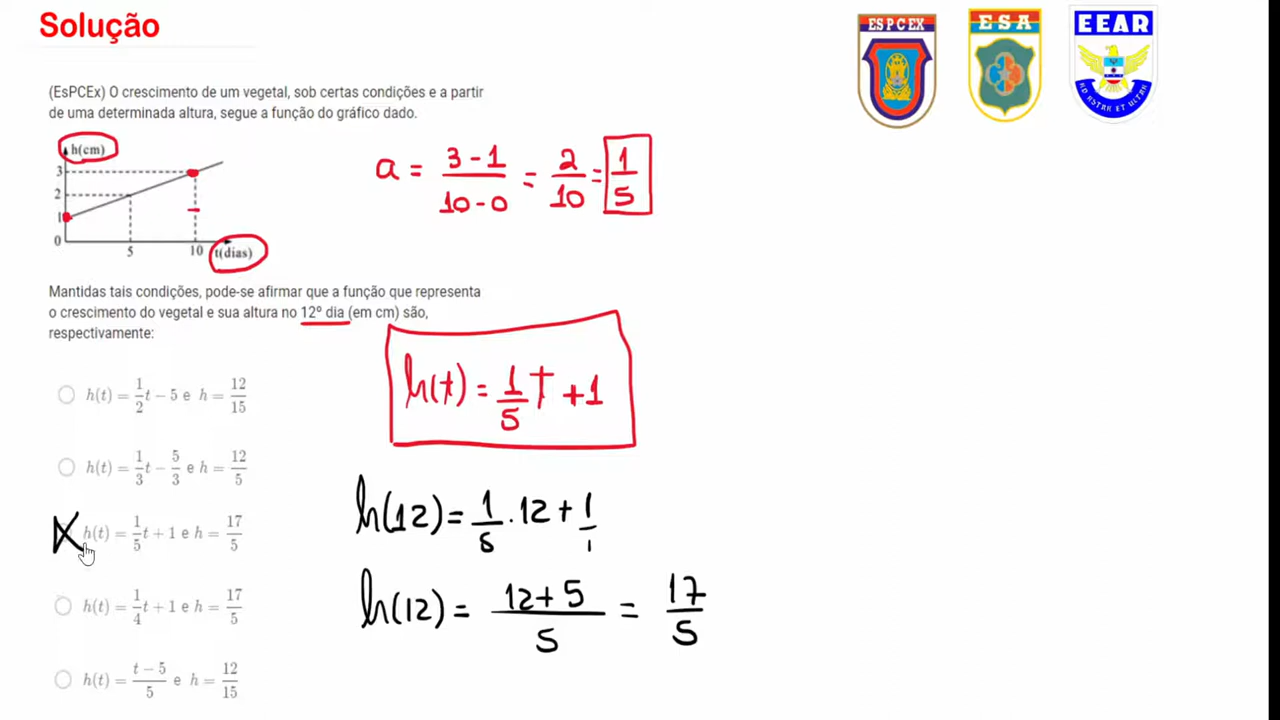 Solução
ESPCEX
ESA
EEAR
AD ASTRA ET ULTRA
(EsPCEx) O crescimento de um vegetal, sob certas condições e a partir
de uma determinada altura, segue a função do gráfico dado.
h(cm)
3
2
1
0
5
10
t(dias)
a = 3 - 1 / 10 - 0 = 2 / 10 = 1 / 5
Mantidas tais condições, pode-se afirmar que a função que representa
o crescimento do vegetal e sua altura no 12º dia (em cm) são,
respectivamente:
h(t) = 1/2 t − 5 e h = 12/15
h(t) = 1/3 t − 5/3 e h = 12/5
h(t) = 1/5 t + 1 e h = 17/5
h(t) = 1/4 t + 1 e h = 17/5
h(t) = t − 5 / 5 e h = 12/15
h(t) = 1/5 t + 1
h(12) = 1/5 . 12 + 1/1
h(12) = 12 + 5 / 5 = 17/5